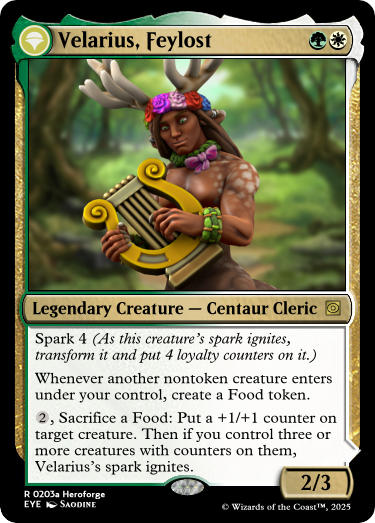 Velarius, Feylost
Legendary Creature — Centaur Cleric
Spark 4 (As this creature's spark ignites,
transform it and put 4 loyalty counters on it.)
Whenever another nontoken creature enters
under your control, create a Food token.
2, Sacrifice a Food: Put a +1/+1 counter on
target creature. Then if you control three or
more creatures with counters on them,
Velarius's spark ignites.
2/3
R 0203a Heroforge
EYE Saodine
© Wizards of the Coast™, 2025